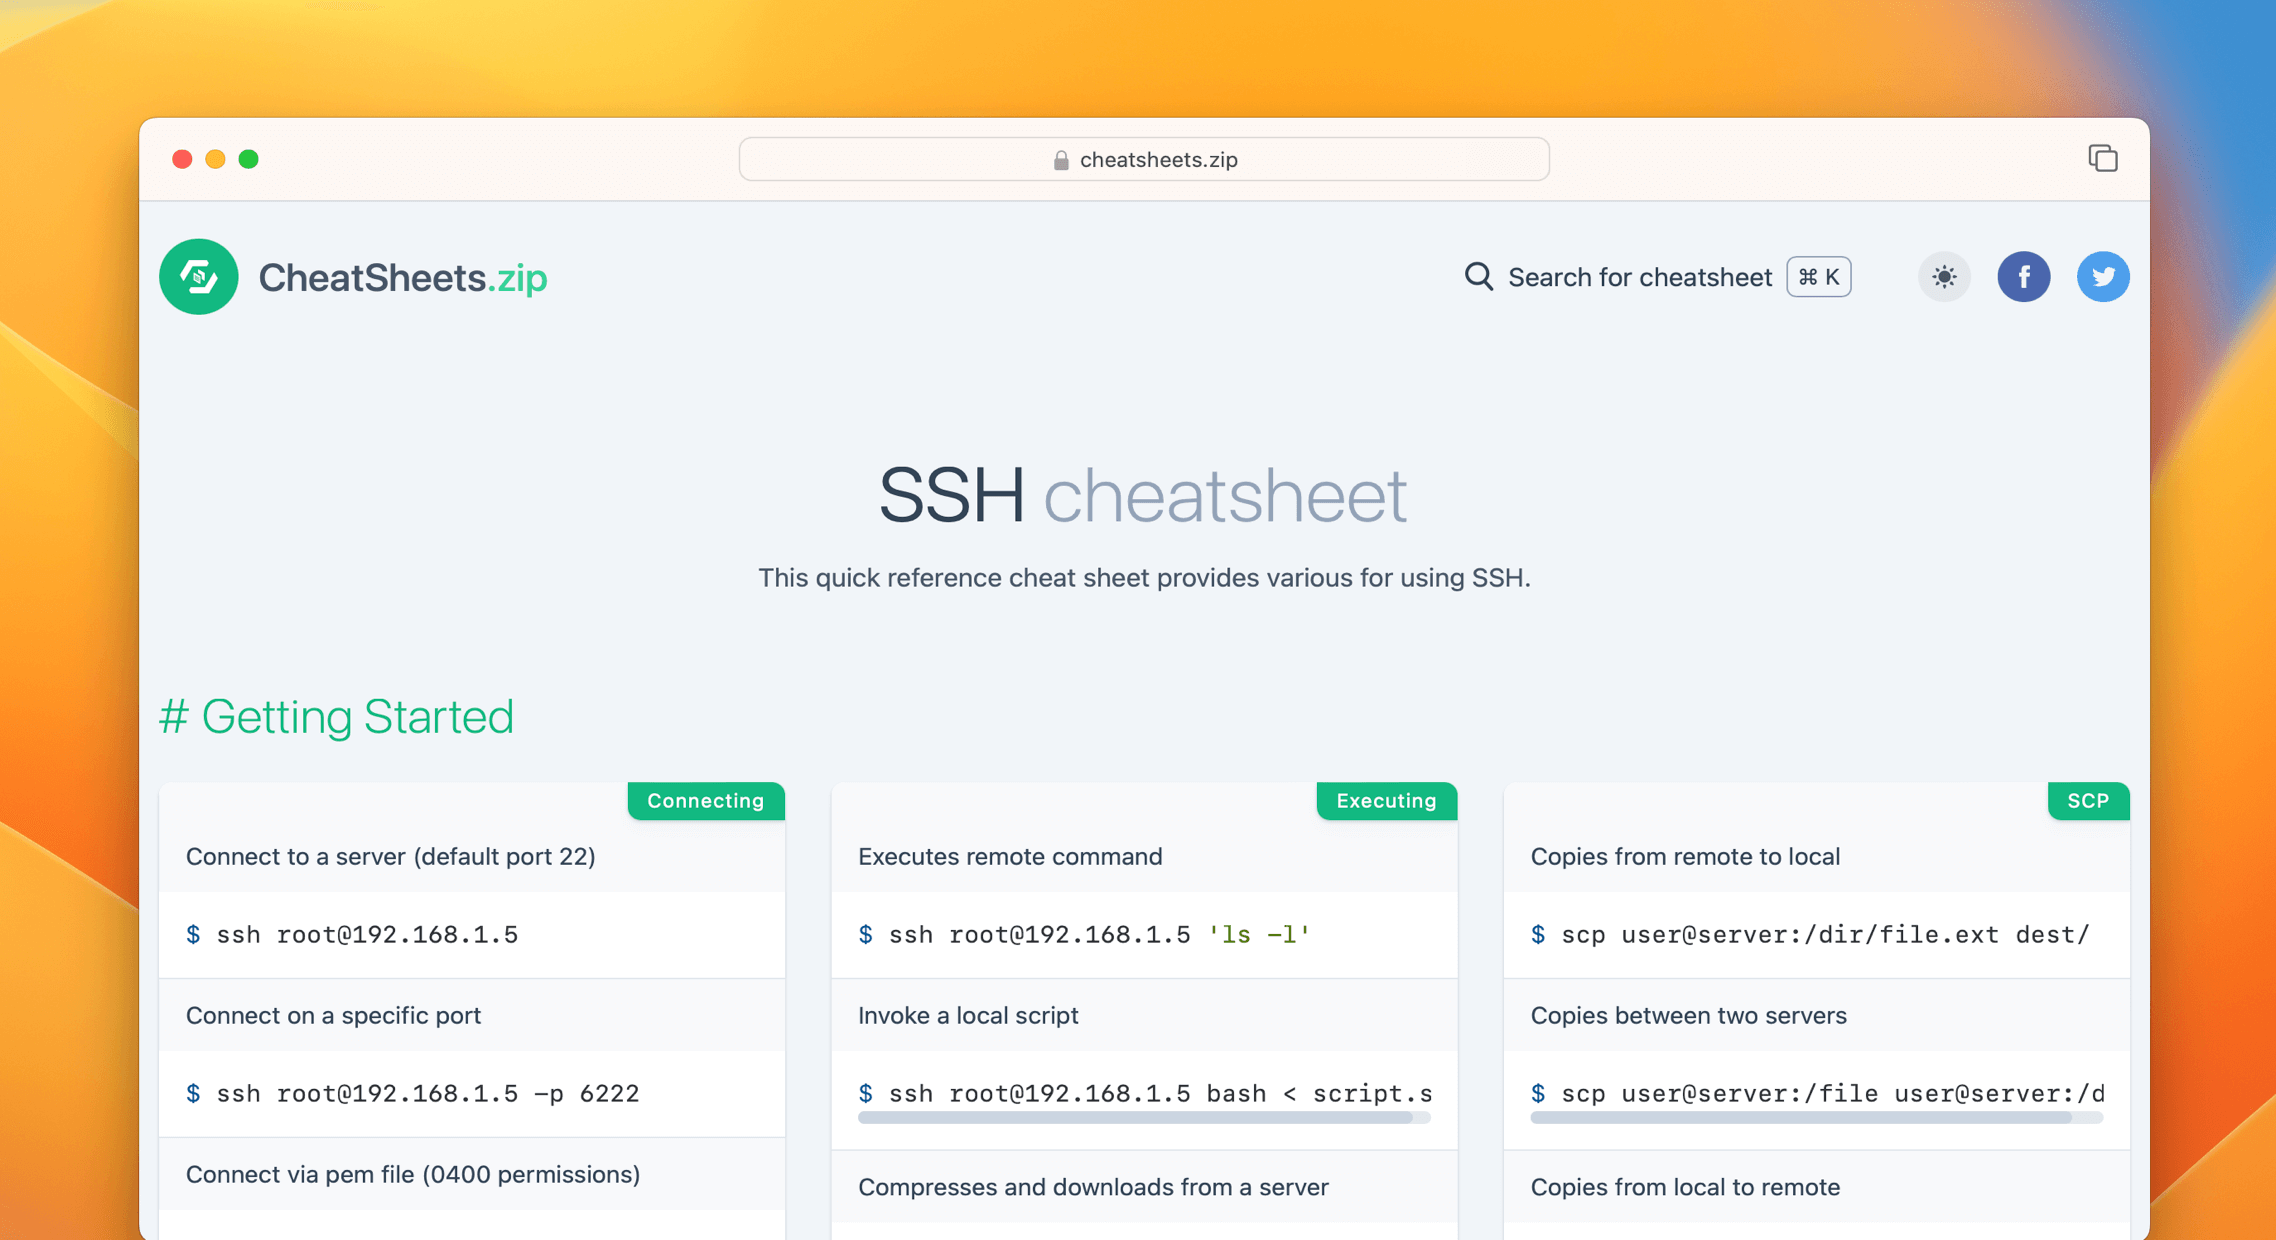 cheatsheets.zip
CheatSheets.zip
Search for cheatsheet ⌘ K
SSH cheatsheet
This quick reference cheat sheet provides various for using SSH.
# Getting Started
Connecting
Connect to a server (default port 22)
$ ssh root@192.168.1.5
Connect on a specific port
$ ssh root@192.168.1.5 -p 6222
Connect via pem file (0400 permissions)
Executing
Executes remote command
$ ssh root@192.168.1.5 'ls -l'
Invoke a local script
$ ssh root@192.168.1.5 bash < script.s
Compresses and downloads from a server
SCP
Copies from remote to local
$ scp user@server:/dir/file.ext dest/
Copies between two servers
$ scp user@server:/file user@server:/d
Copies from local to remote